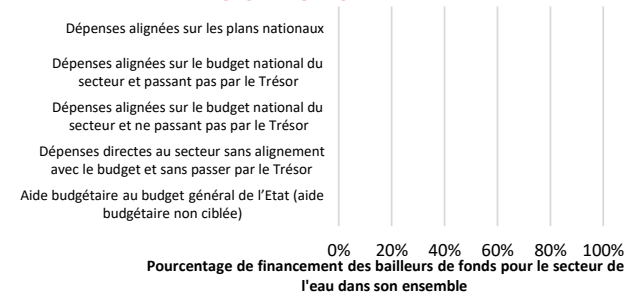 Dépenses alignées sur les plans nationaux
Dépenses alignées sur le budget national du
secteur et passant pas par le Trésor
Dépenses alignées sur le budget national du
secteur et ne passant pas par le Trésor
Dépenses directes au secteur sans alignement
avec le budget et sans passer par le Trésor
Aide budgétaire au budget général de l’Etat (aide
budgétaire non ciblée)
0% 20% 40% 60% 80% 100%
Pourcentage de financement des bailleurs de fonds pour le secteur de
l'eau dans son ensemble